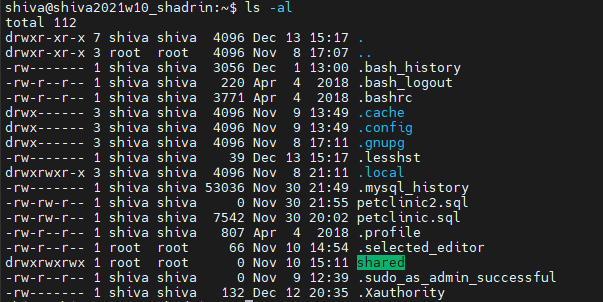 shiva@shiva2021w10_shadrin:~$ ls -al
total 112
drwxr-xr-x 7 shiva shiva  4096 Dec 13 15:17 .
drwxr-xr-x 3 root  root   4096 Nov  8 17:07 ..
-rw------- 1 shiva shiva  3056 Dec  1 13:00 .bash_history
-rw-r--r-- 1 shiva shiva   220 Apr  4  2018 .bash_logout
-rw-r--r-- 1 shiva shiva  3771 Apr  4  2018 .bashrc
drwx------ 3 shiva shiva  4096 Nov  9 13:49 .cache
drwx------ 3 shiva shiva  4096 Nov  9 13:49 .config
drwx------ 3 shiva shiva  4096 Nov  8 17:11 .gnupg
-rw------- 1 shiva shiva    39 Dec 13 15:17 .lesshst
drwxrwxr-x 3 shiva shiva  4096 Nov  8 21:11 .local
-rw------- 1 shiva shiva 53036 Nov 30 21:49 .mysql_history
-rw-rw-r-- 1 shiva shiva     0 Nov 30 21:55 petclinic2.sql
-rw-rw-r-- 1 shiva shiva  7542 Nov 30 20:02 petclinic.sql
-rw-r--r-- 1 shiva shiva   807 Apr  4  2018 .profile
-rw-r--r-- 1 root  root     66 Nov 10 14:54 .selected_editor
drwxrwxrwx 1 root  root      0 Nov 10 15:11 shared
-rw-r--r-- 1 shiva shiva     0 Nov  9 12:39 .sudo_as_admin_successful
-rw------- 1 shiva shiva   132 Dec 12 20:35 .Xauthority